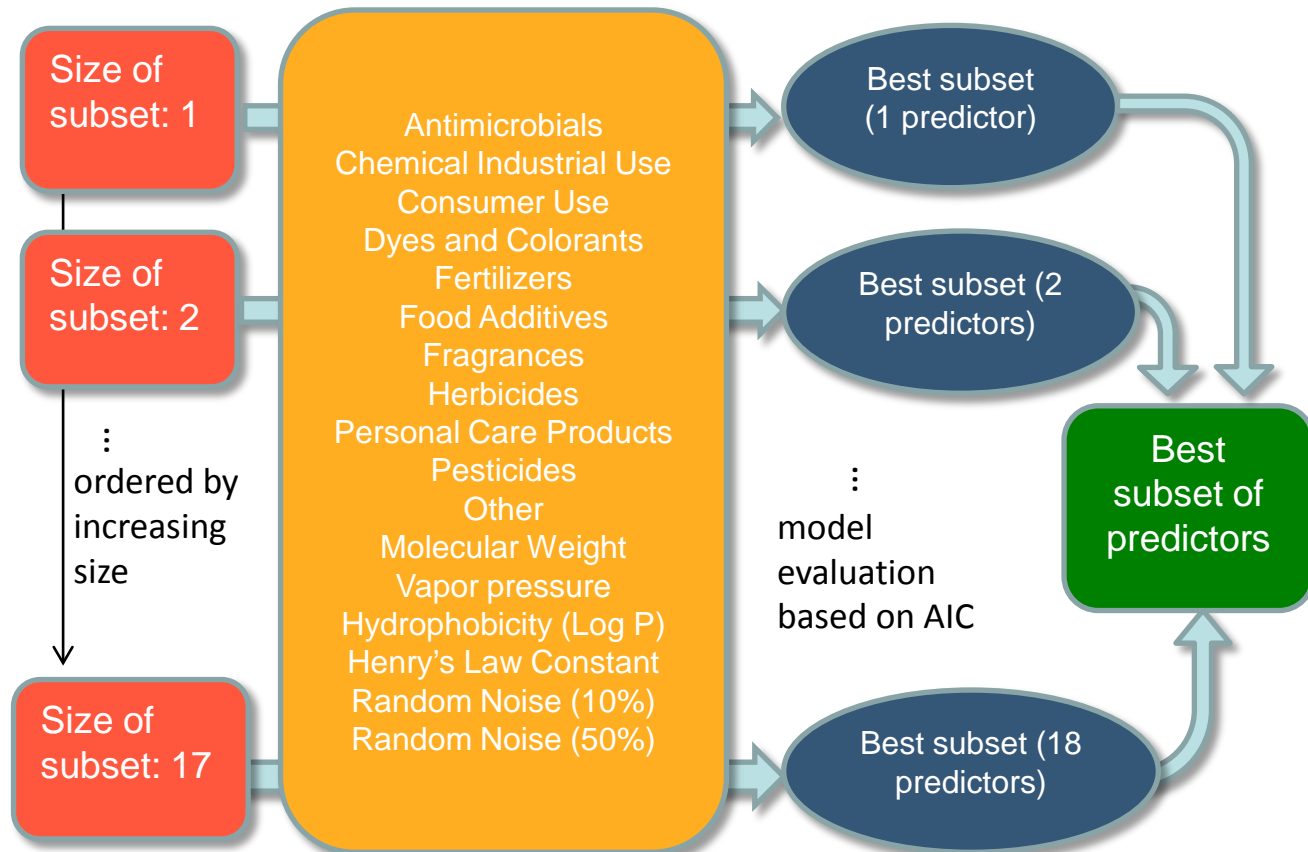 Size of
subset: 1
Size of
subset: 2
⋮
ordered by
increasing
size
Size of
subset: 17
Antimicrobials
Chemical Industrial Use
Consumer Use
Dyes and Colorants
Fertilizers
Food Additives
Fragrances
Herbicides
Personal Care Products
Pesticides
Other
Molecular Weight
Vapor pressure
Hydrophobicity (Log P)
Henry’s Law Constant
Random Noise (10%)
Random Noise (50%)
Best subset
(1 predictor)
Best subset (2
predictors)
⋮
model
evaluation
based on AIC
Best subset (18
predictors)
Best
subset of
predictors